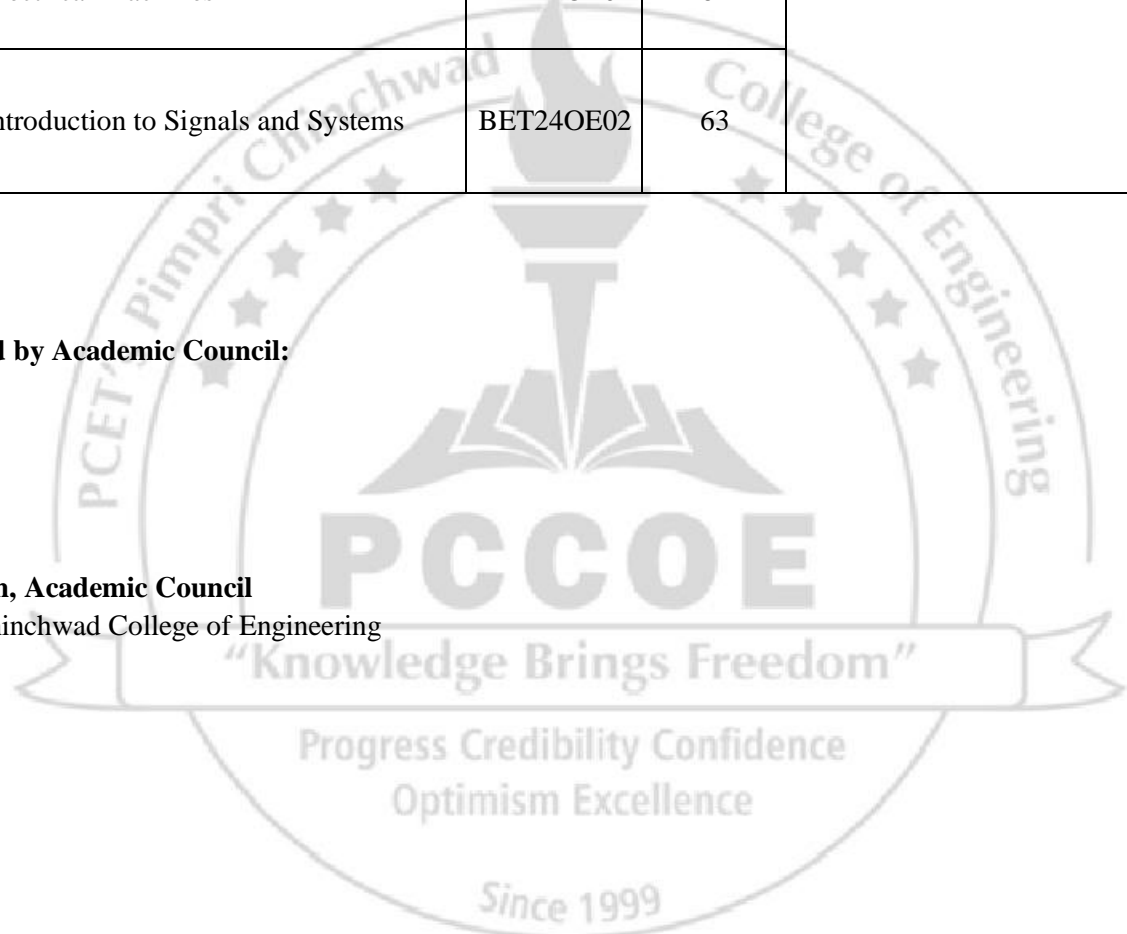 ntroduction to Signals and Systems BET24OE02 63
d by Academic Council:
n, Academic Council
inchwad College of Engineering
PCET's Pimpri Chinchwad College of Engineering
PCCOE
"Knowledge Brings Freedom"
Progress Credibility Confidence
Optimism Excellence
Since 1999